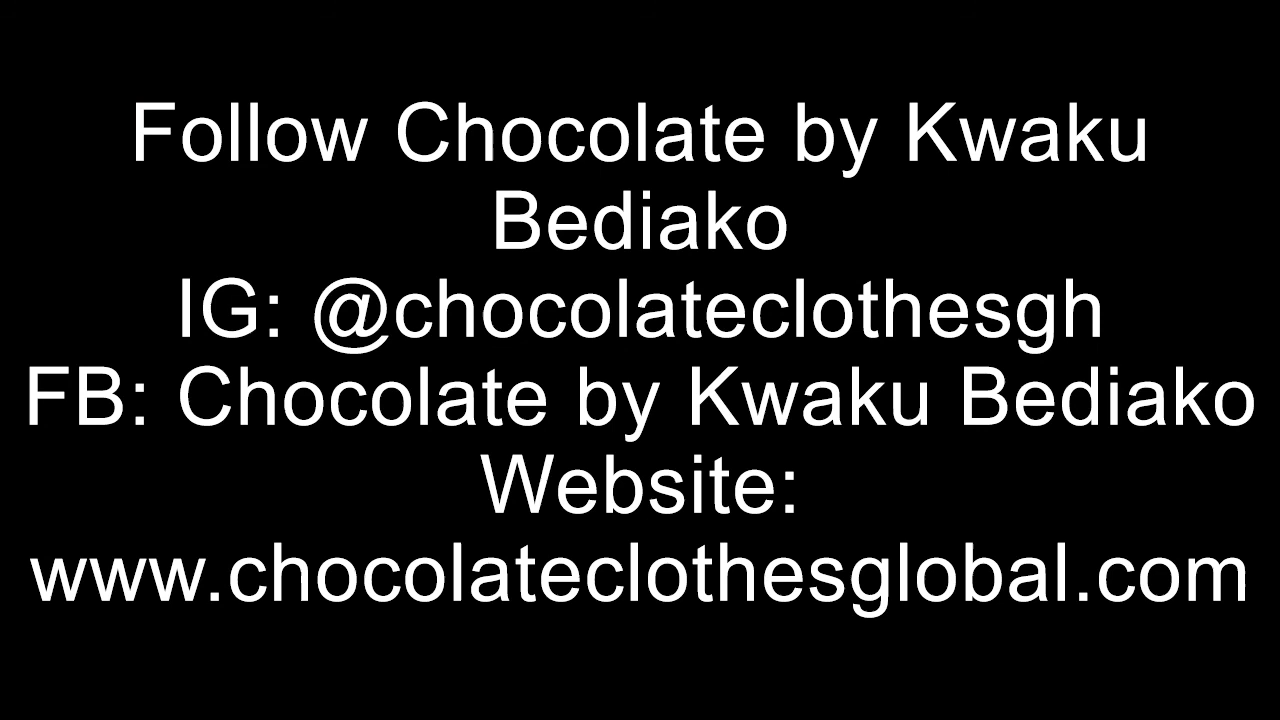 Follow Chocolate by Kwaku
Bediako
IG: @chocolateclothesgh
FB: Chocolate by Kwaku Bediako
Website:
www.chocolateclothesglobal.com